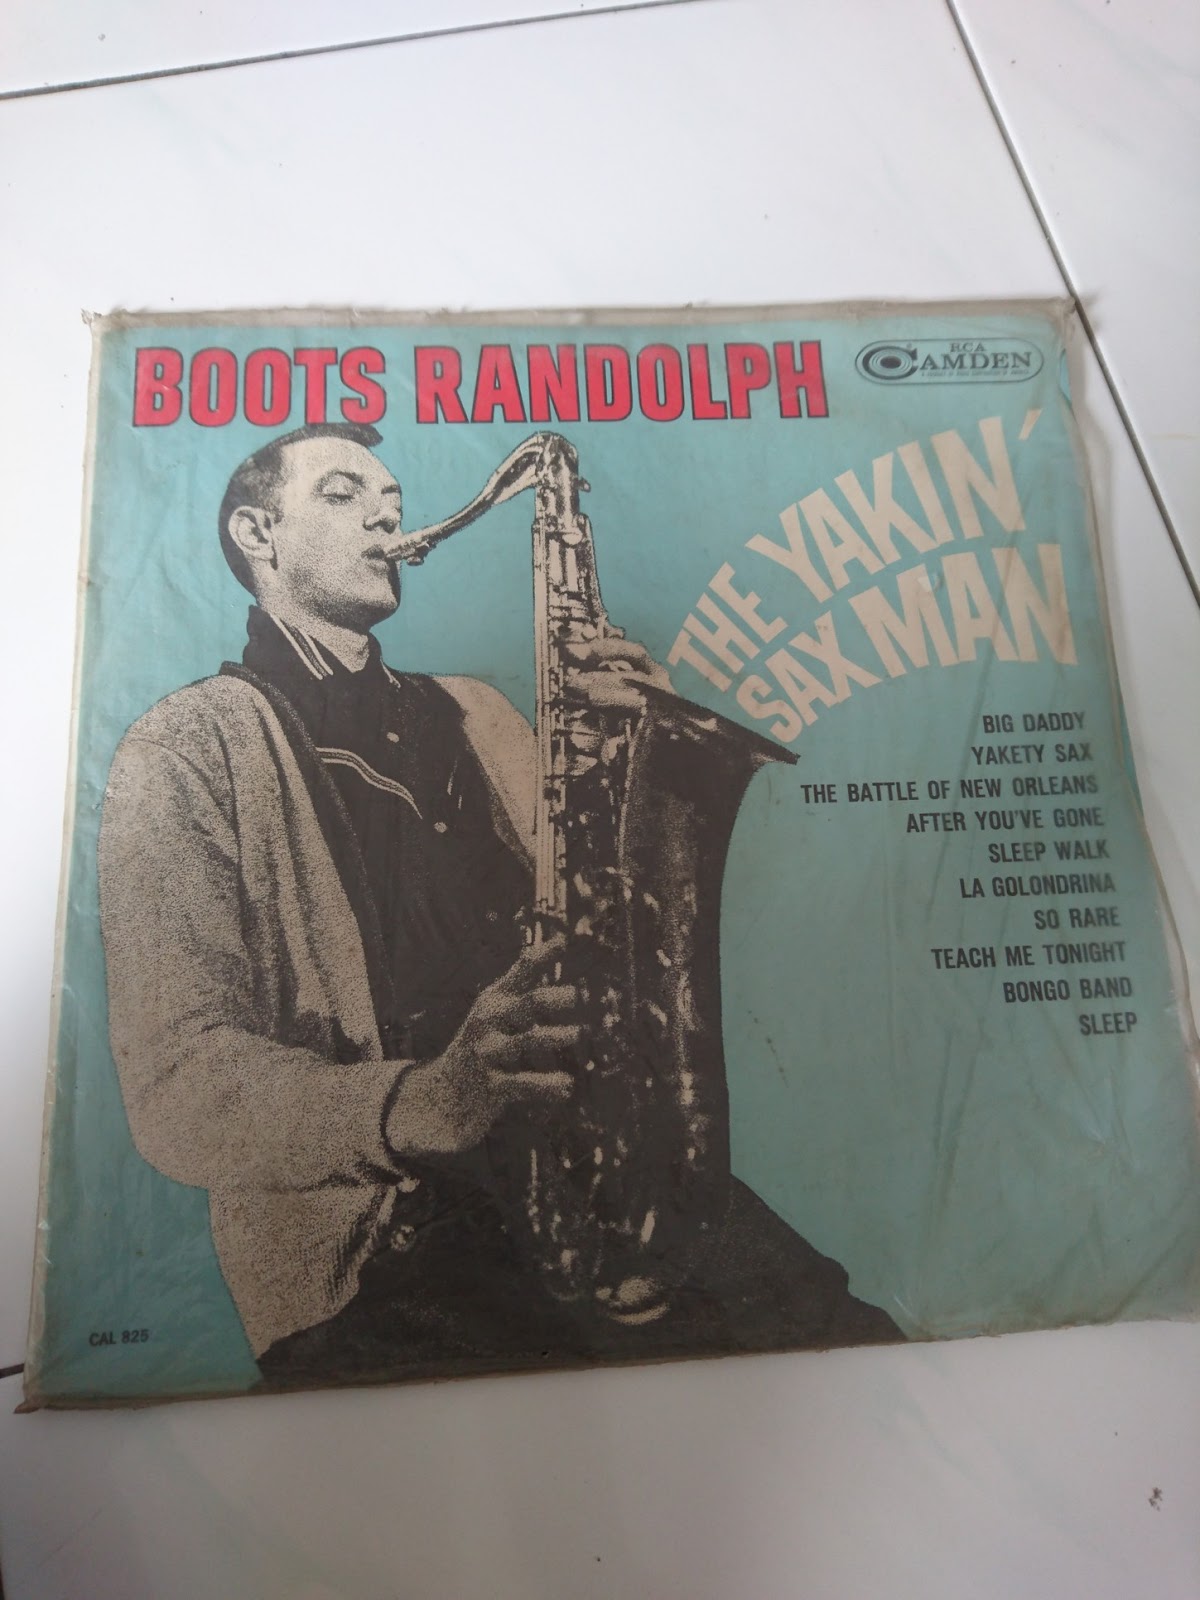 BOOTS RANDOLPH
RCA
CAMDEN
THE YAKIN'
SAX MAN
BIG DADDY
YAKETY SAX
THE BATTLE OF NEW ORLEANS
AFTER YOU'VE GONE
SLEEP WALK
LA GOLONDRINA
SO RARE
TEACH ME TONIGHT
BONGO BAND
SLEEP
CAL 825